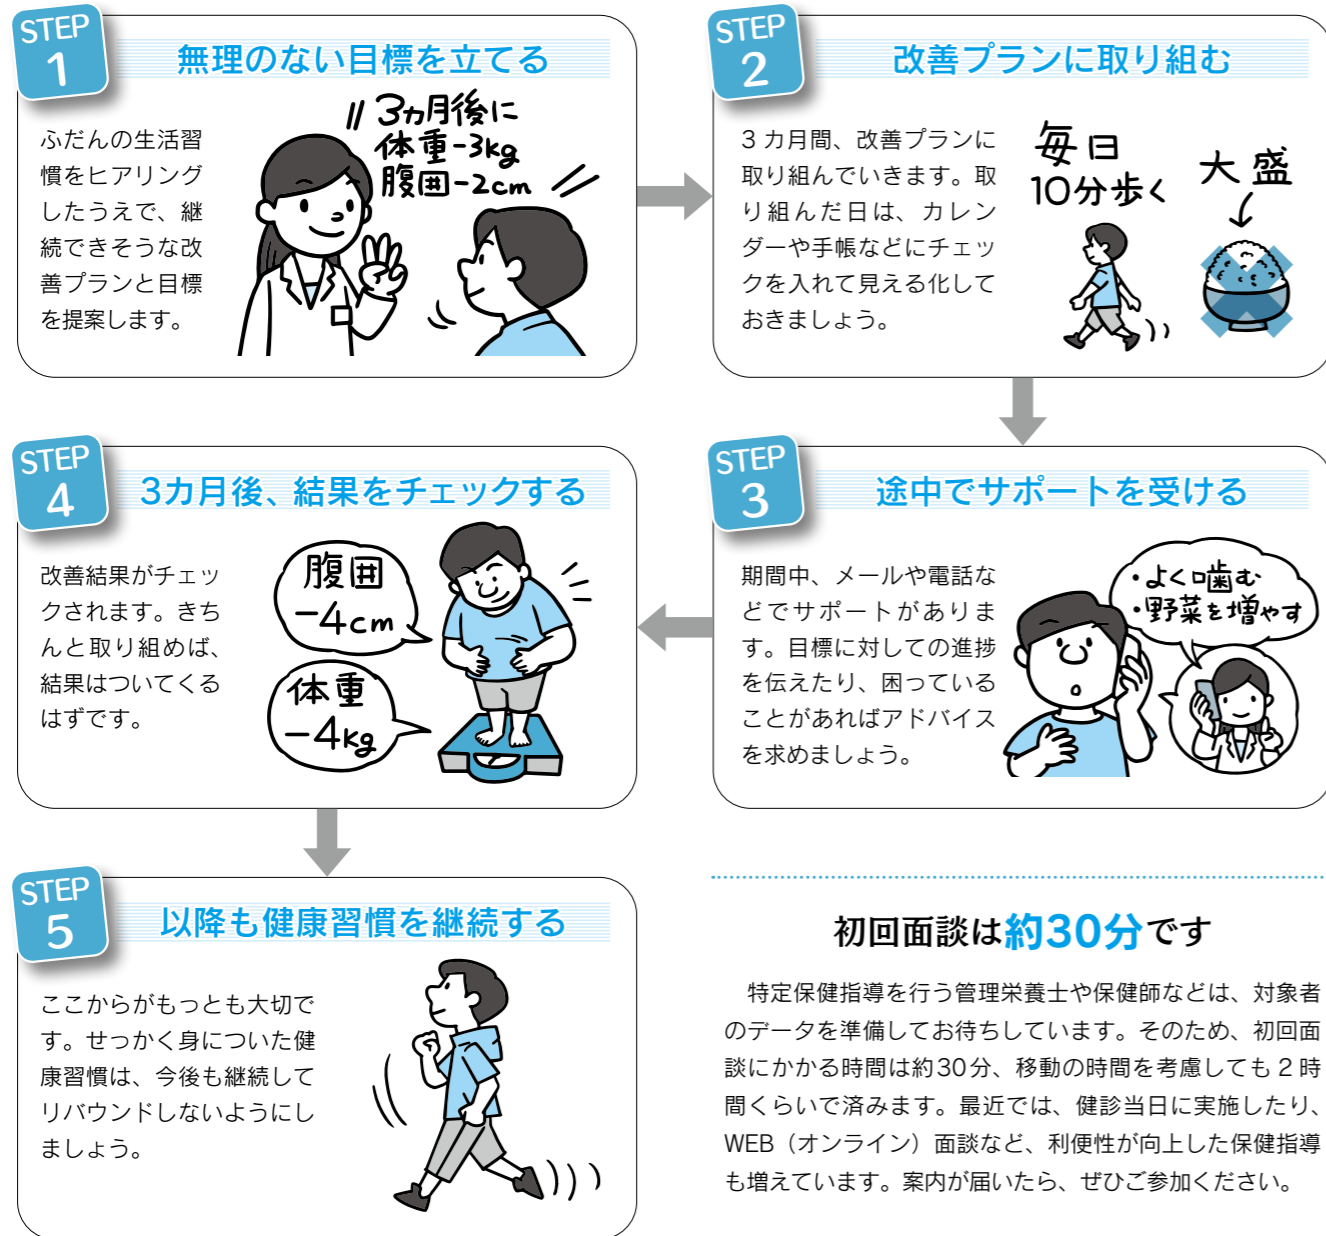 STEP
1
無理のない目標を立てる
ふだんの生活習
慣をヒアリング
したうえで、継
続できそうな改
善プランと目標
を提案します。
3カ月後に
体重-3kg
腹囲-2cm
STEP
2
改善プランに取り組む
3カ月間、改善プランに
取り組んでいきます。取
り組んだ日は、カレン
ダーや手帳などにチェッ
クを入れて見える化して
おきましょう。
毎日
10分歩く
大盛
STEP
3
途中でサポートを受ける
期間中、メールや電話な
どでサポートがありま
す。目標に対しての進捗
を伝えたり、困っている
ことがあればアドバイス
を求めましょう。
・よく噛む
・野菜を増やす
STEP
4
3カ月後、結果をチェックする
改善結果がチェッ
クされます。きち
んと取り組めば、
結果はついてくる
はずです。
腹囲
-4cm
体重
-4kg
STEP
5
以降も健康習慣を継続する
ここからがもっとも大切で
す。せっかく身についた健
康習慣は、今後も継続して
リバウンドしないようにし
ましょう。
初回面談は約30分です
特定保健指導を行う管理栄養士や保健師などは、対象者
のデータを準備してお待ちしています。そのため、初回面
談にかかる時間は約30分、移動の時間を考慮しても2時
間くらいで済みます。最近では、健診当日に実施したり、
WEB（オンライン）面談など、利便性が向上した保健指導
も増えています。案内が届いたら、ぜひご参加ください。